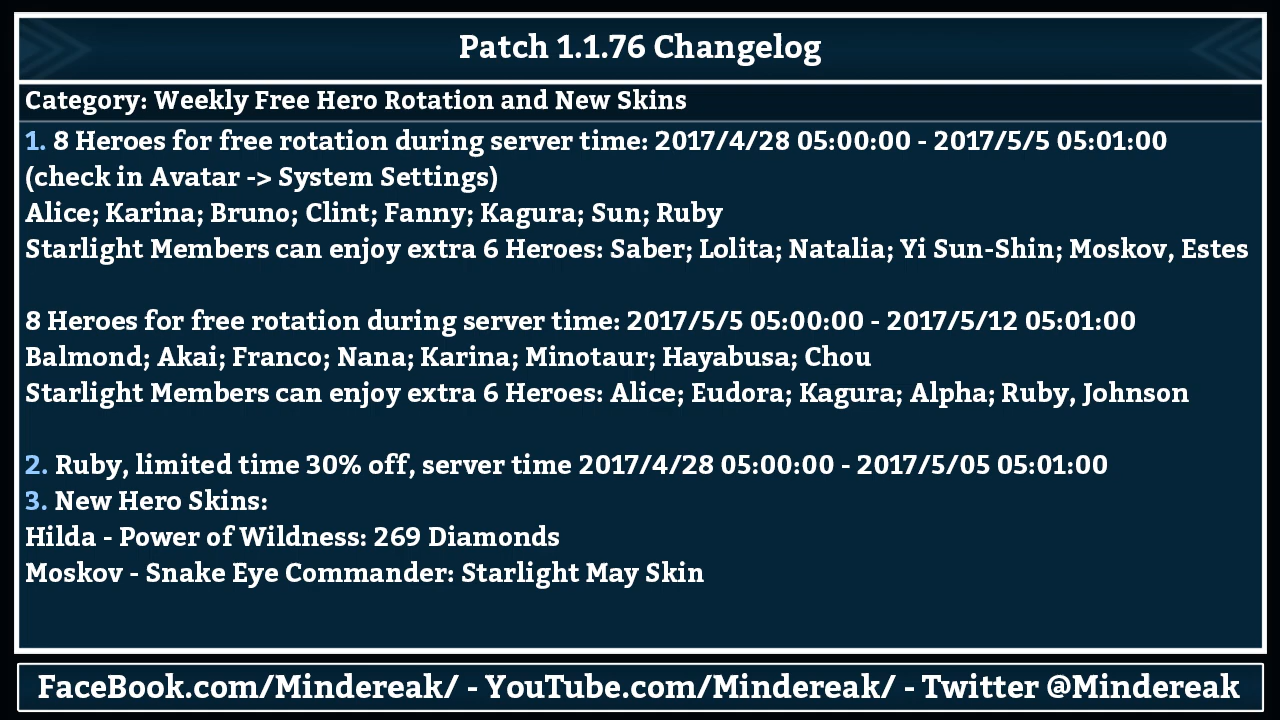 Patch 1.1.76 Changelog
Category: Weekly Free Hero Rotation and New Skins
1. 8 Heroes for free rotation during server time: 2017/4/28 05:00:00 - 2017/5/5 05:01:00
(check in Avatar -> System Settings)
Alice; Karina; Bruno; Clint; Fanny; Kagura; Sun; Ruby
Starlight Members can enjoy extra 6 Heroes: Saber; Lolita; Natalia; Yi Sun-Shin; Moskov, Estes
8 Heroes for free rotation during server time: 2017/5/5 05:00:00 - 2017/5/12 05:01:00
Balmond; Akai; Franco; Nana; Karina; Minotaur; Hayabusa; Chou
Starlight Members can enjoy extra 6 Heroes: Alice; Eudora; Kagura; Alpha; Ruby, Johnson
2. Ruby, limited time 30% off, server time 2017/4/28 05:00:00 - 2017/5/05 05:01:00
3. New Hero Skins:
Hilda - Power of Wildness: 269 Diamonds
Moskov - Snake Eye Commander: Starlight May Skin
FaceBook.com/Mindereak/ - YouTube.com/Mindereak/ - Twitter @Mindereak